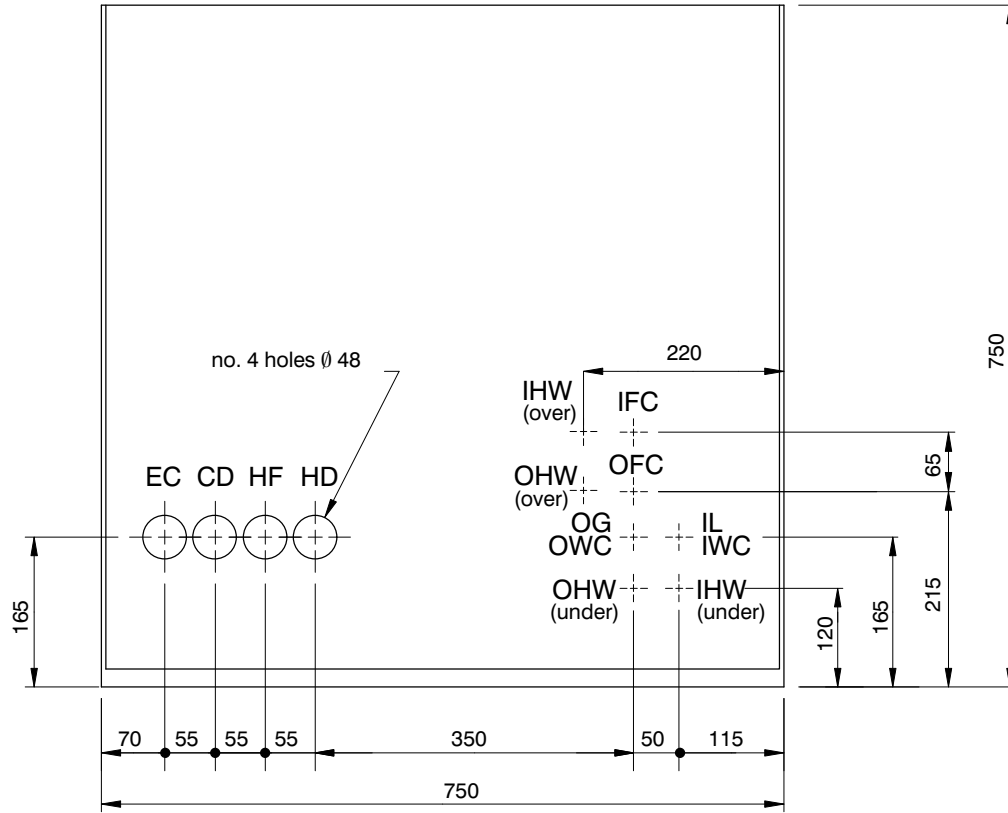 no. 4 holes Ø 48
220
750
IHW
(over)
IFC
65
EC CD HF HD
OHW
(over)
OFC
OG
OWC
IL
IWC
OHW
(under)
IHW
(under)
165
120
165
215
70 55 55 55 350 50 115
750